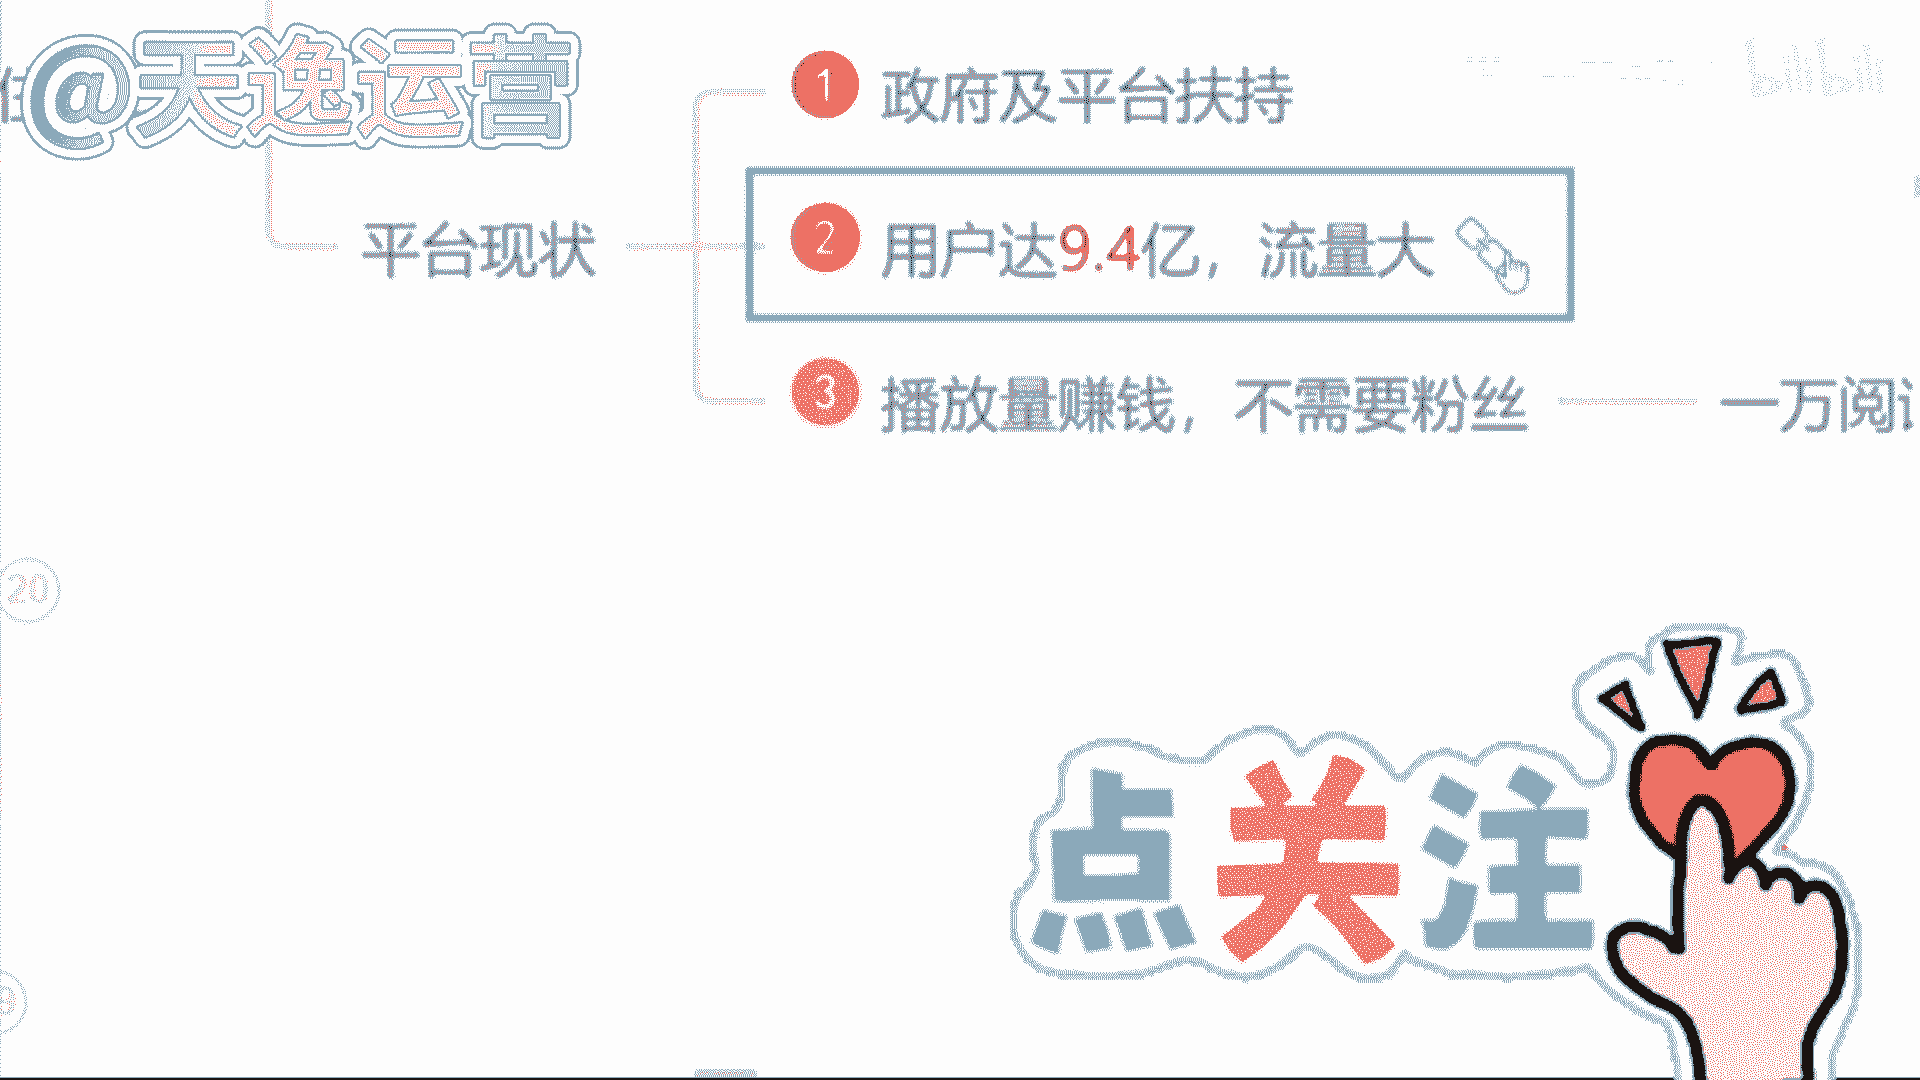 @天逸运营
bilibili
1 政府及平台扶持
平台现状
2 用户达9.4亿，流量大
3 播放量赚钱，不需要粉丝
一万阅
20
点关注